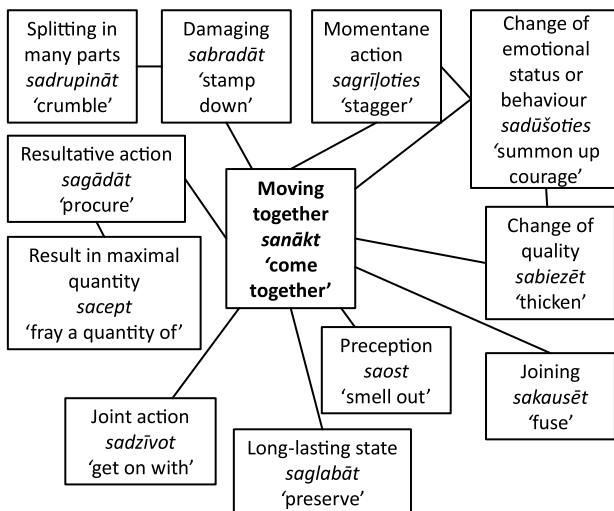 Splitting in
many parts
sadrupināt
‘crumble’
Damaging
sabradāt
‘stamp
down’
Momentane
action
sagrīļoties
‘stagger’
Change of
emotional
status or
behaviour
sadūšoties
‘summon up
courage’
Resultative action
sagādāt
‘procure’
Moving
together
sanākt
‘come
together’
Change of
quality
sabiezēt
‘thicken’
Result in maximal
quantity
sacept
‘fray a quantity of’
Preception
saost
‘smell out’
Joining
sakausēt
‘fuse’
Joint action
sadzīvot
‘get on with’
Long-lasting state
saglabāt
‘preserve’